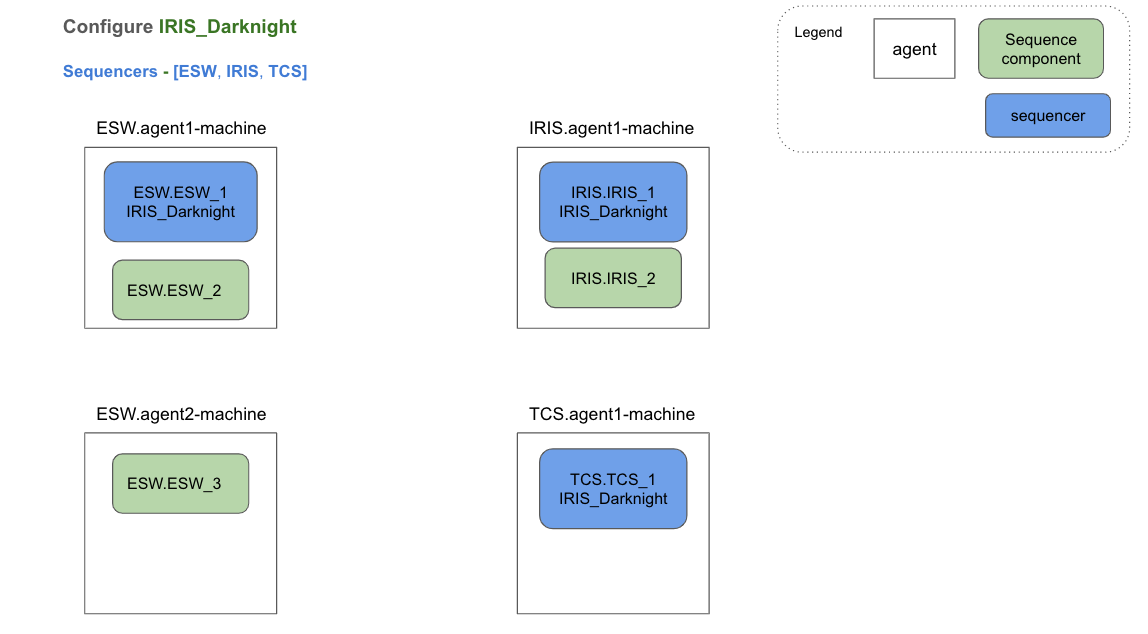 Configure IRIS_Darknight
Sequencers - [ESW, IRIS, TCS]
Legend
agent
Sequence
component
sequencer
ESW.agent1-machine
ESW.ESW_1
IRIS_Darknight
ESW.ESW_2
IRIS.agent1-machine
IRIS.IRIS_1
IRIS_Darknight
IRIS.IRIS_2
ESW.agent2-machine
ESW.ESW_3
TCS.agent1-machine
TCS.TCS_1
IRIS_Darknight